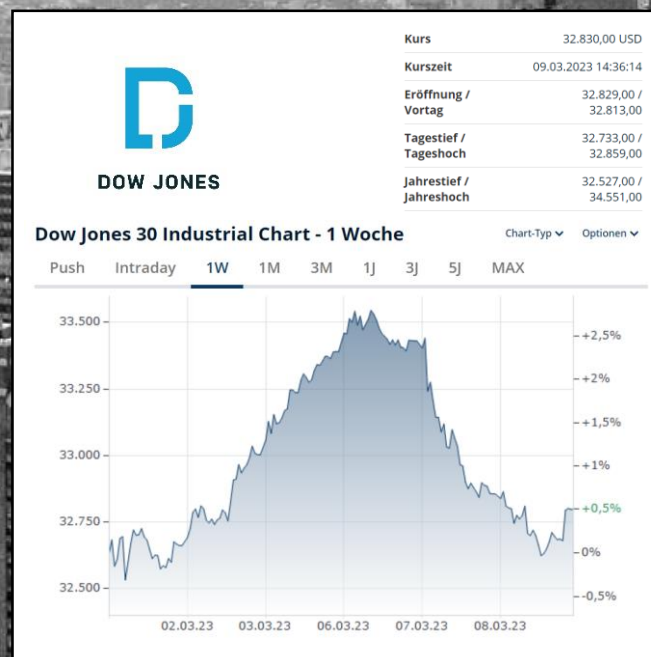 Kurs 32.830,00 USD
Kurszeit 09.03.2023 14:36:14
Eröffnung / 32.829,00 /
Vortag 32.813,00
Tagestief / 32.733,00 /
Tageshoch 32.859,00
Jahrestief / 32.527,00 /
Jahreshoch 34.551,00
DOW JONES
Dow Jones 30 Industrial Chart - 1 Woche Chart-Typ Optionen
Push Intraday 1W 1M 3M 1J 3J 5J MAX
33.500
+2,5%
33.250
+2%
+1,5%
33.000
+1%
32.750
+0,5%
0%
32.500
-0,5%
02.03.23 03.03.23 06.03.23 07.03.23 08.03.23